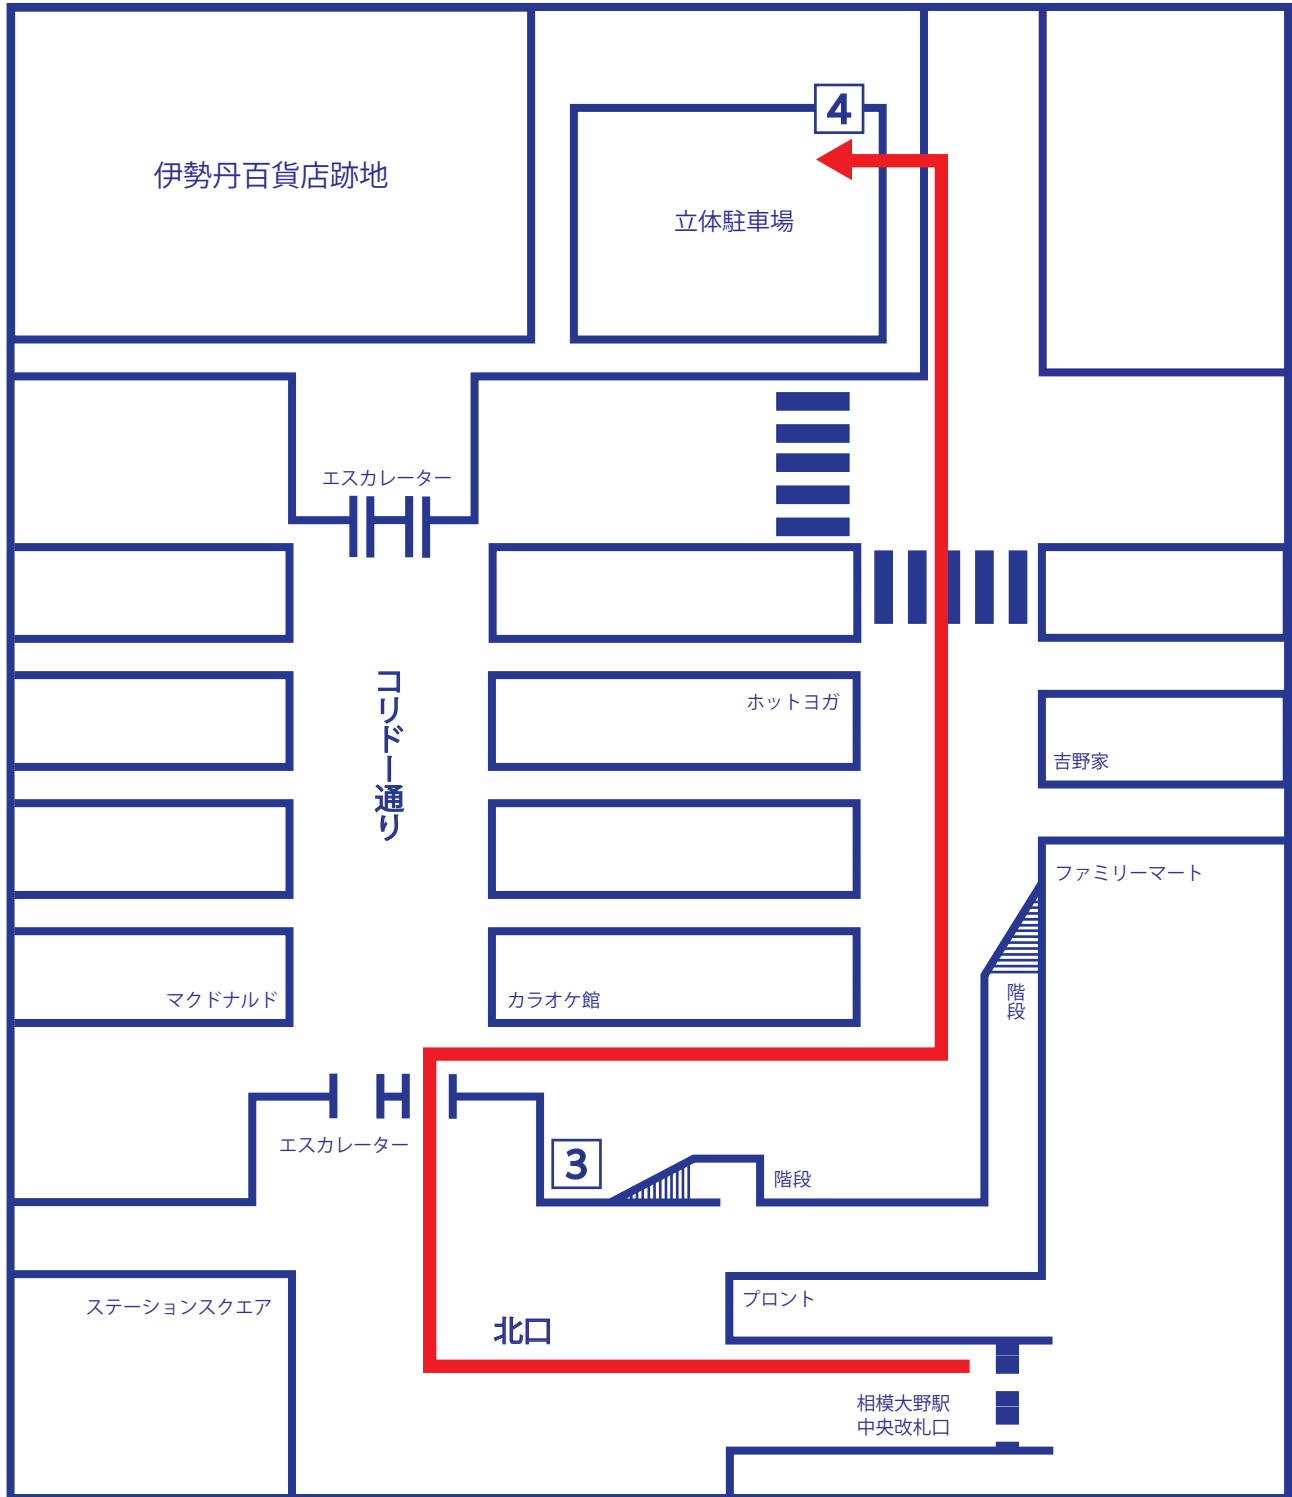 4
伊勢丹百貨店跡地
立体駐車場
エスカレーター
コリドー通り
ホットヨガ
吉野家
ファミリーマート
マクドナルド
カラオケ館
階段
エスカレーター
3
階段
ステーションスクエア
プロント
北口
相模大野駅
中央改札口